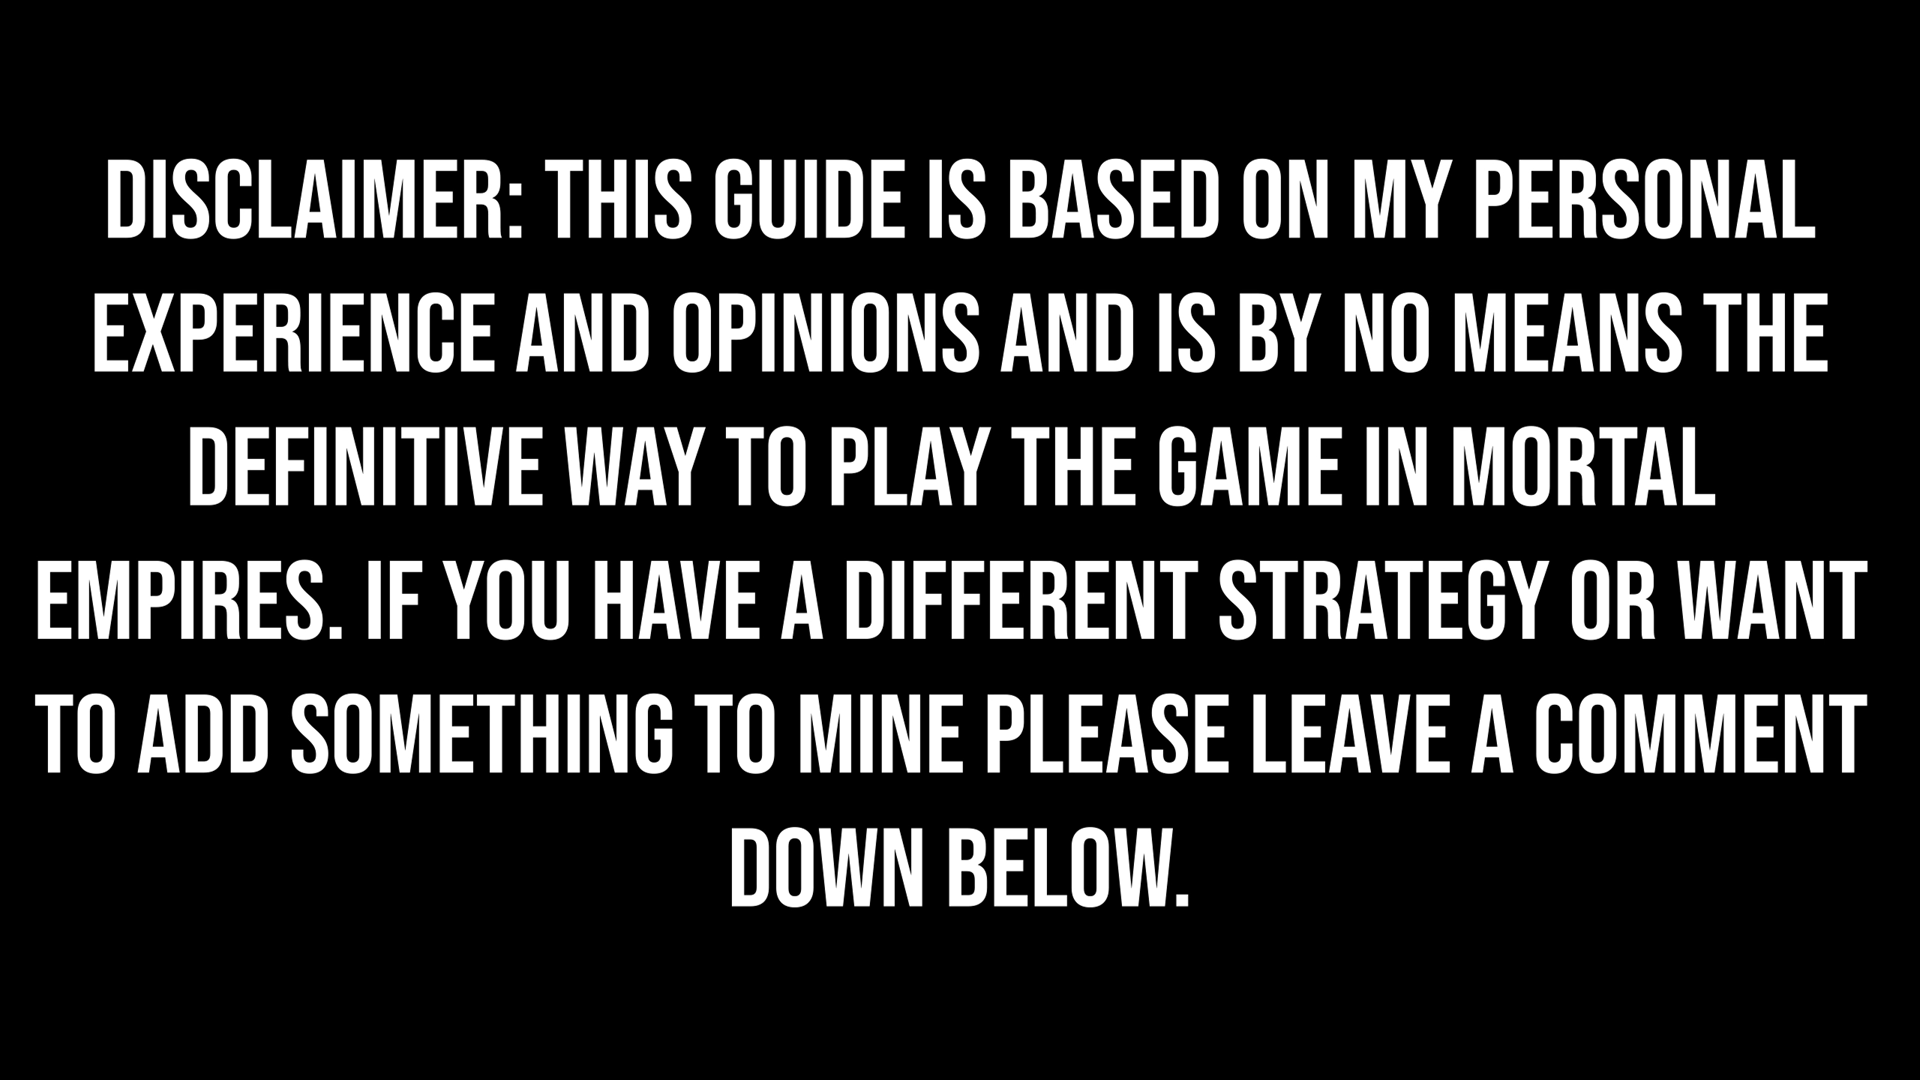 DISCLAIMER: THIS GUIDE IS BASED ON MY PERSONAL
EXPERIENCE AND OPINIONS AND IS BY NO MEANS THE
DEFINITIVE WAY TO PLAY THE GAME IN MORTAL
EMPIRES. IF YOU HAVE A DIFFERENT STRATEGY OR WANT
TO ADD SOMETHING TO MINE PLEASE LEAVE A COMMENT
DOWN BELOW.